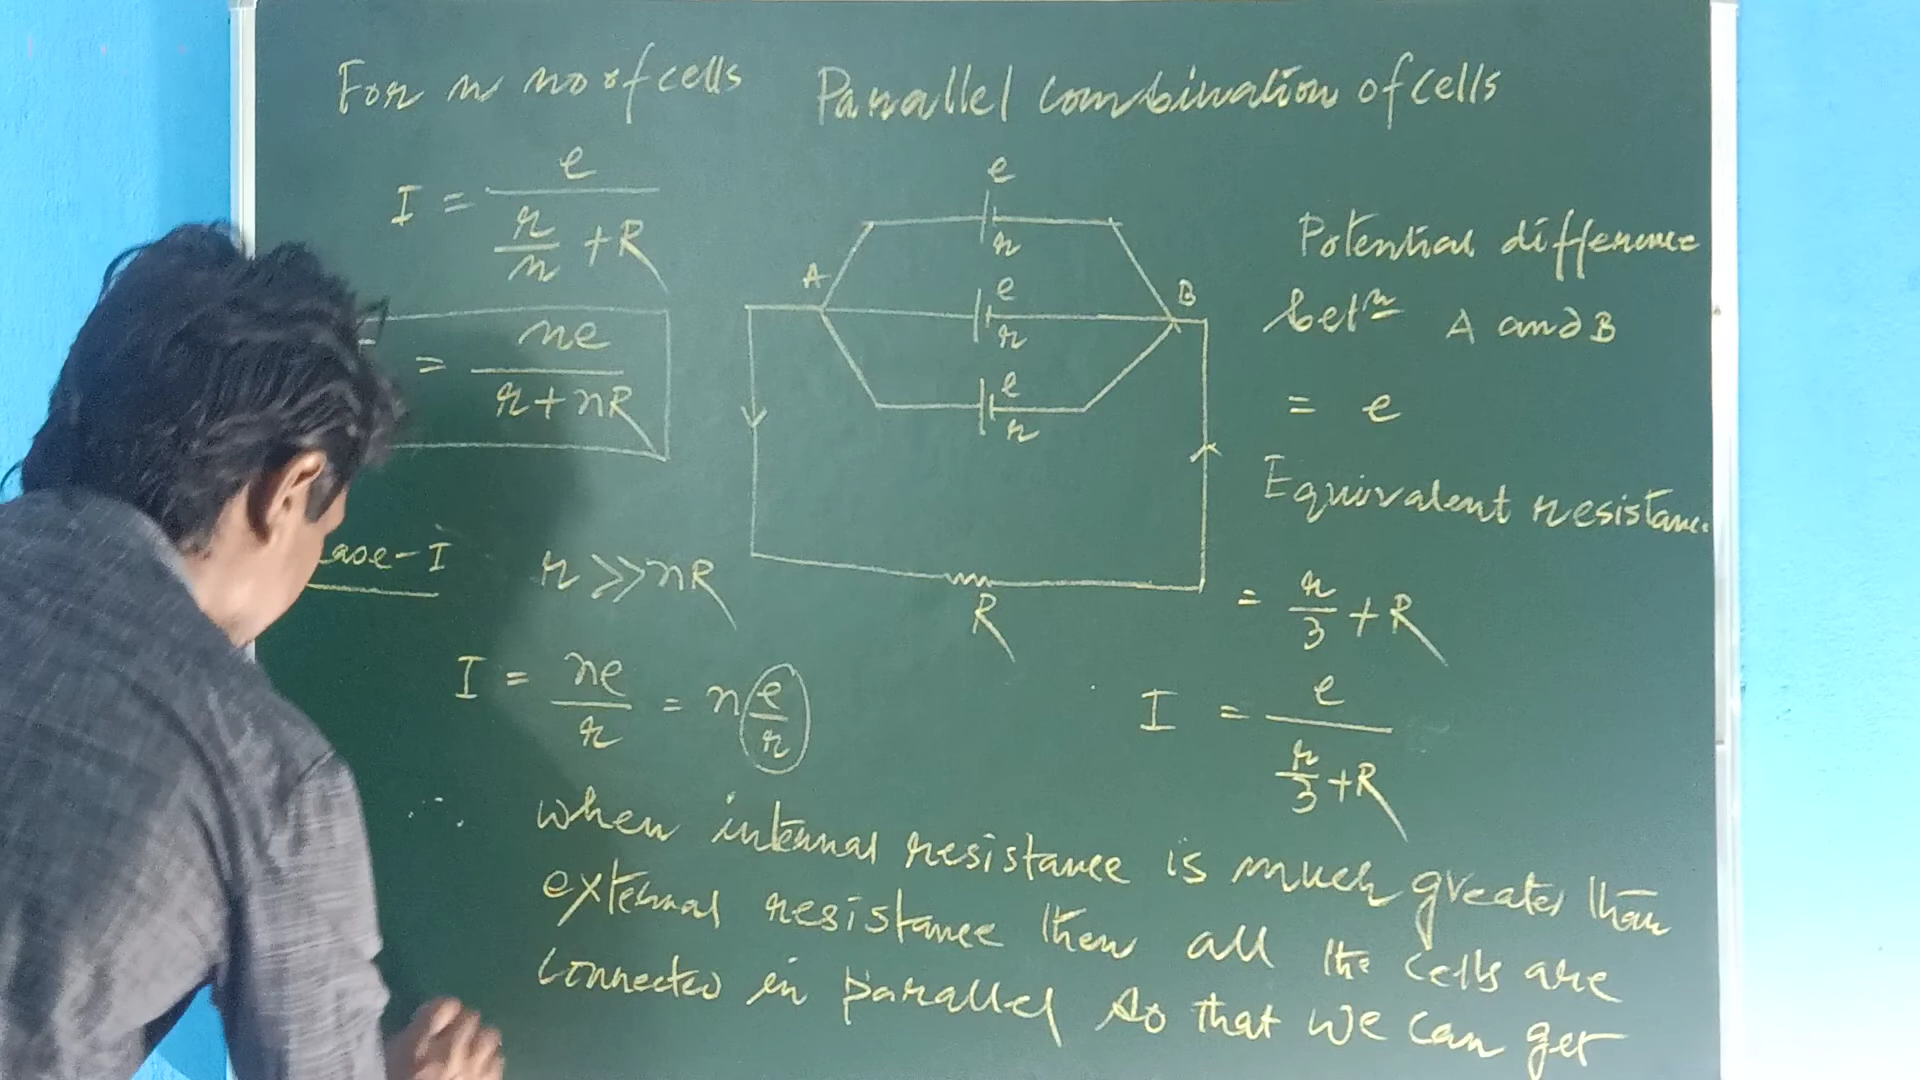 For n no of cells
Parallel combination of cells
I = e / (r/n + R)
= ne / (r + nR)
ase - I
r >> nR
I = ne/r = n e/r
e
r
A
e
r
B
e
r
R
Potential difference
betn A and B
= e
Equivalent resistance
= r/3 + R
I = e / (r/3 + R)
∴ when internal resistance is much greater than
external resistance then all the cells are
connected in parallel so that we can get